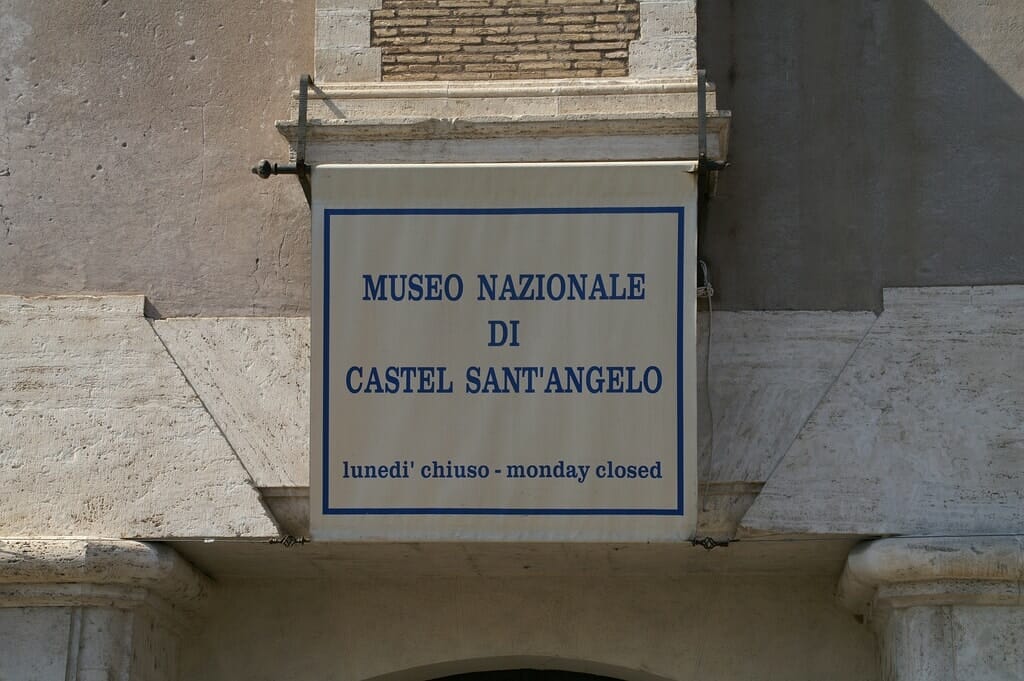 MUSEO NAZIONALE
DI
CASTEL SANT'ANGELO
lunedi' chiuso - monday closed